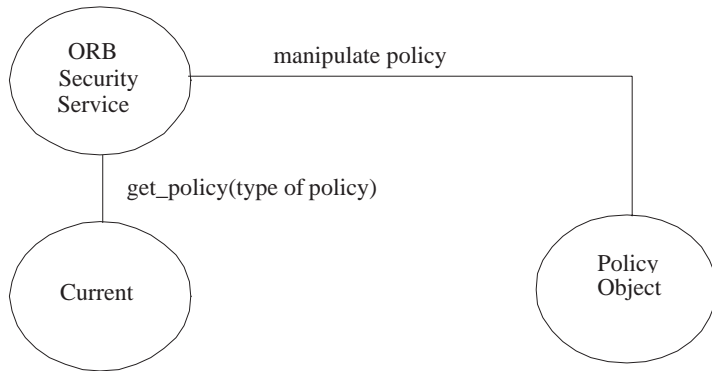 ORB
Security
Service
manipulate policy
get_policy(type of policy)
Current
Policy
Object